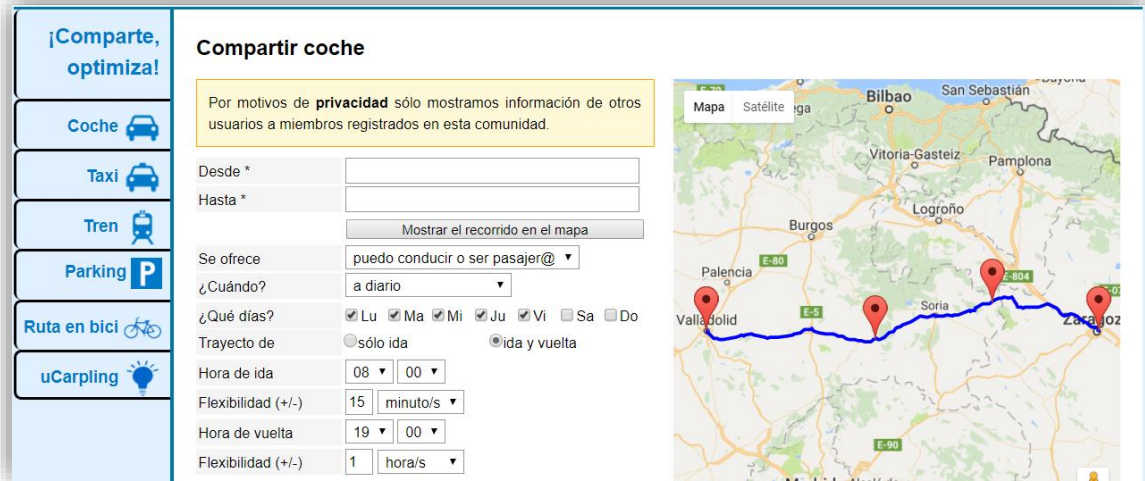 ¡Comparte,
optimiza!
Coche
Taxi
Tren
Parking P
Ruta en bici
uCarpling
Compartir coche
Por motivos de privacidad sólo mostramos información de otros
usuarios a miembros registrados en esta comunidad.
Desde *
Hasta *
Mostrar el recorrido en el mapa
Se ofrece puedo conducir o ser pasajer@
¿Cuándo? a diario
¿Qué días? Lu Ma Mi Ju Vi Sa Do
Trayecto de sólo ida ida y vuelta
Hora de ida 08 00
Flexibilidad (+/-) 15 minuto/s
Hora de vuelta 19 00
Flexibilidad (+/-) 1 hora/s
Mapa Satélite
Bilbao
San Sebastián
Vitoria-Gasteiz
Pamplona
Logroño
Burgos
E-80
Palencia
E-804
Soria
E-5
Valladolid
E-90